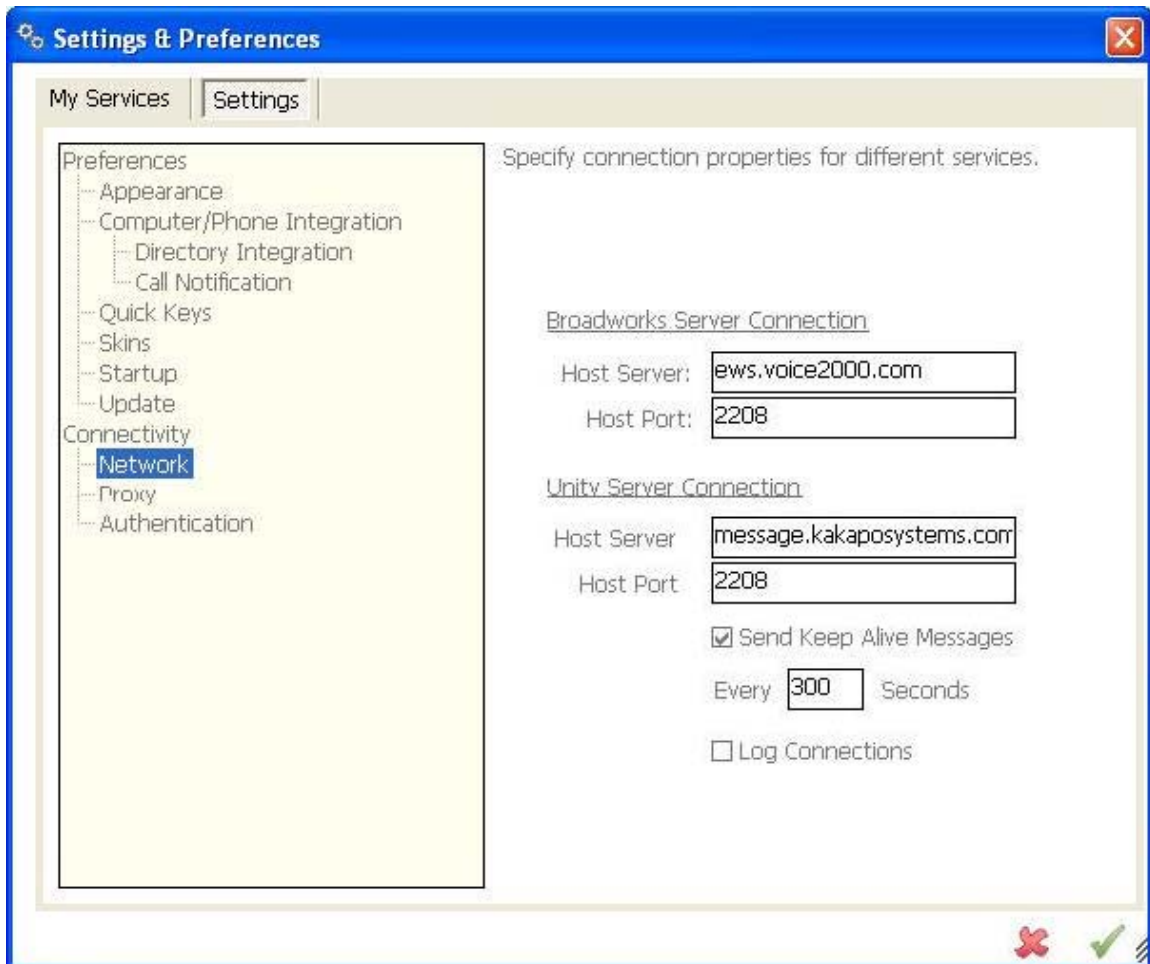 Settings & Preferences
My Services
Settings
Preferences
Appearance
Computer/Phone Integration
Directory Integration
Call Notification
Quick Keys
Skins
Startup
Update
Connectivity
Network
Proxy
Authentication
Specify connection properties for different services.
Broadworks Server Connection
Host Server: ews.voice2000.com
Host Port: 2208
Unity Server Connection
Host Server message.kakaposystems.com
Host Port 2208
Send Keep Alive Messages
Every 300 Seconds
Log Connections